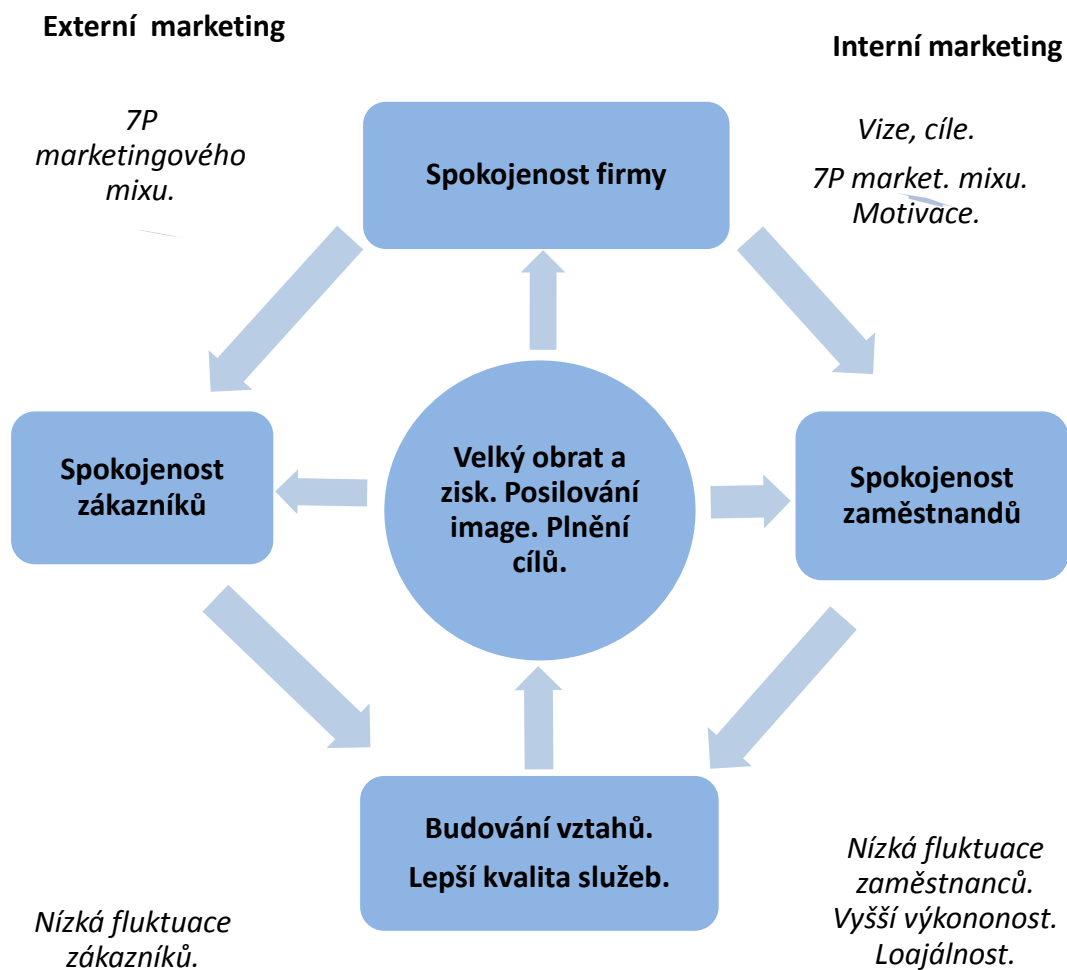 Externí marketing
Interní marketing
7P
marketingového
mixu.
Spokojenost firmy
Vize, cíle.
7P market. mixu.
Motivace.
Spokojenost
zákazníků
Velký obrat a
zisk. Posilování
image. Plnění
cílů.
Spokojenost
zaměstnandů
Budování vztahů.
Lepší kvalita služeb.
Nízká fluktuace
zákazníků.
Nízká fluktuace
zaměstnanců.
Vyšší výkononost.
Loajálnost.